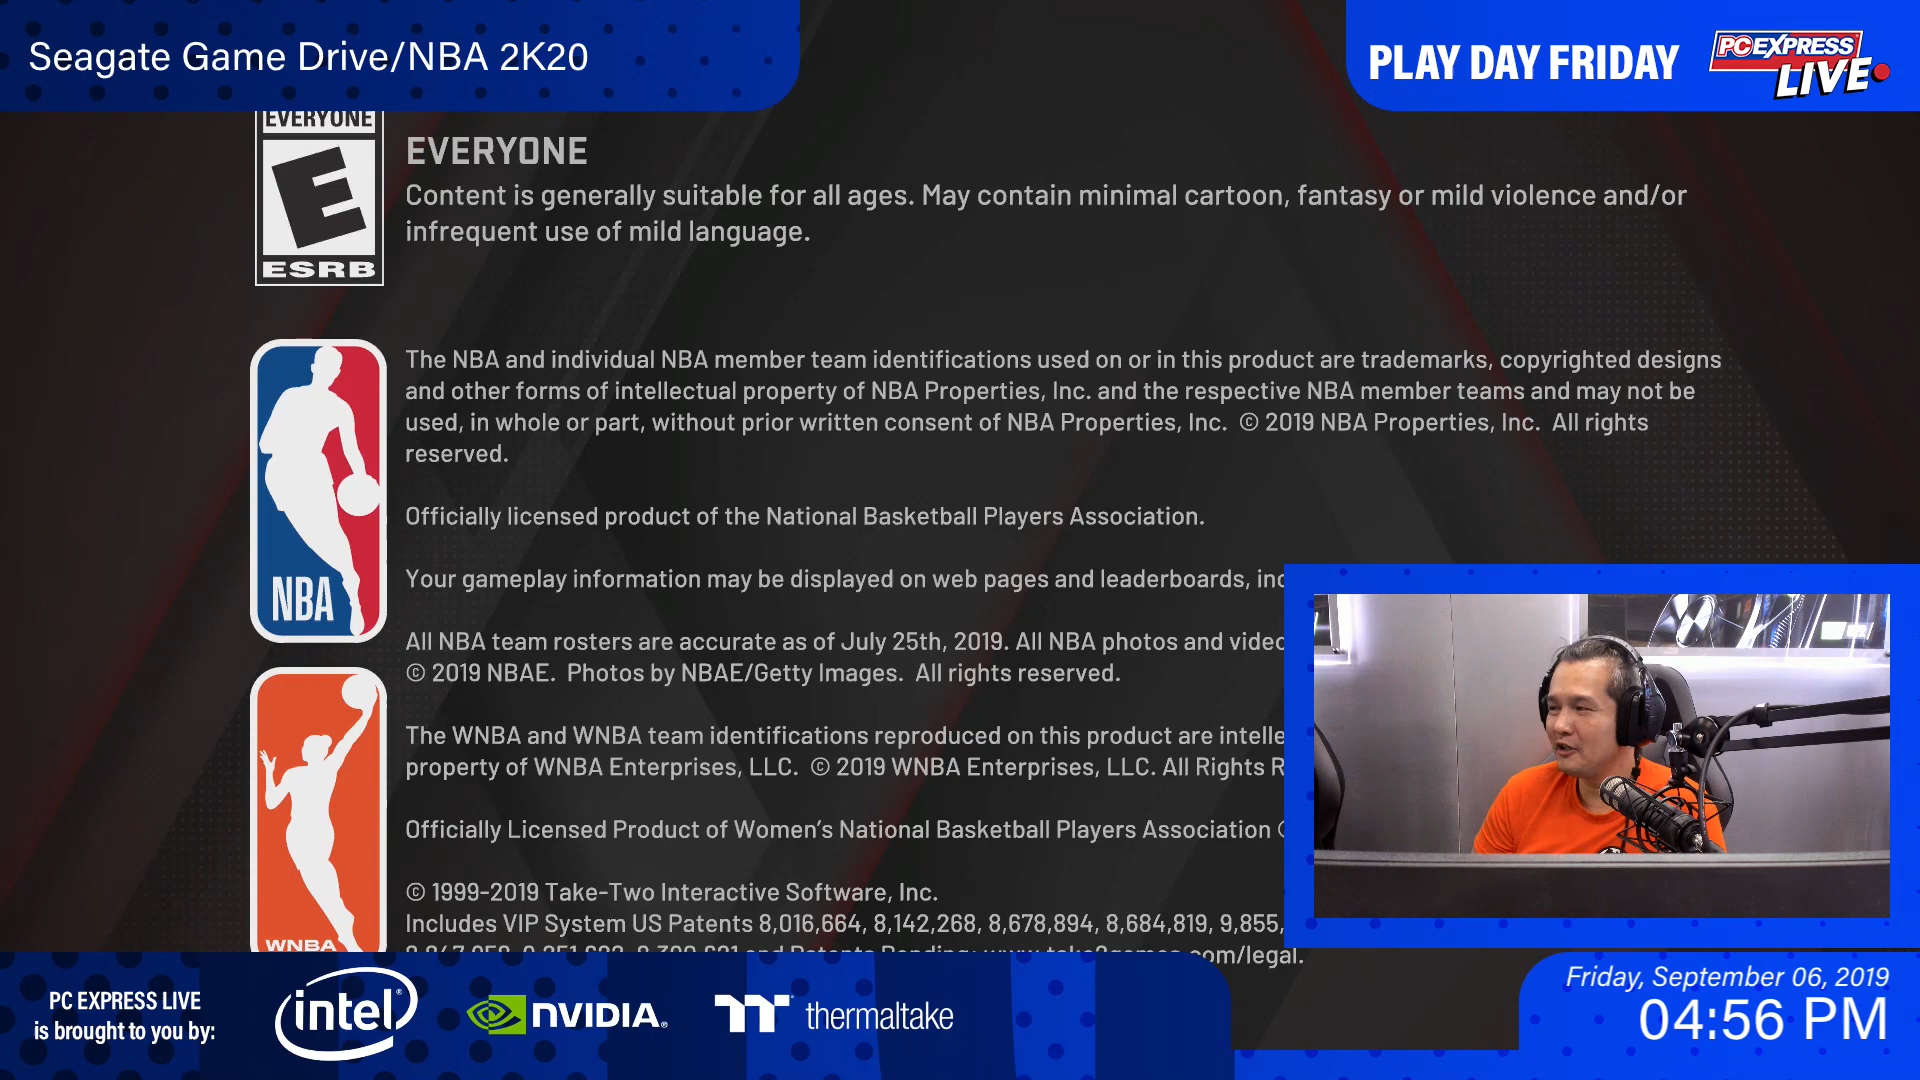 Seagate Game Drive/NBA 2K20
PLAY DAY FRIDAY
PC EXPRESS
LIVE
EVERYONE
E
ESRB
EVERYONE
Content is generally suitable for all ages. May contain minimal cartoon, fantasy or mild violence and/or
infrequent use of mild language.
NBA
The NBA and individual NBA member team identifications used on or in this product are trademarks, copyrighted designs
and other forms of intellectual property of NBA Properties, Inc. and the respective NBA member teams and may not be
used, in whole or part, without prior written consent of NBA Properties, Inc. © 2019 NBA Properties, Inc. All rights
reserved.
Officially licensed product of the National Basketball Players Association.
Your gameplay information may be displayed on web pages and leaderboards, inc
All NBA team rosters are accurate as of July 25th, 2019. All NBA photos and video
© 2019 NBAE. Photos by NBAE/Getty Images. All rights reserved.
WNBA
The WNBA and WNBA team identifications reproduced on this product are intelle
property of WNBA Enterprises, LLC. © 2019 WNBA Enterprises, LLC. All Rights R
Officially Licensed Product of Women's National Basketball Players Association
© 1999-2019 Take-Two Interactive Software, Inc.
Includes VIP System US Patents 8,016,664, 8,142,268, 8,678,894, 8,684,819, 9,855,
and Patents Pending: www.take2games.com/legal.
PC EXPRESS LIVE
is brought to you by:
intel
NVIDIA
thermaltake
Friday, September 06, 2019
04:56 PM